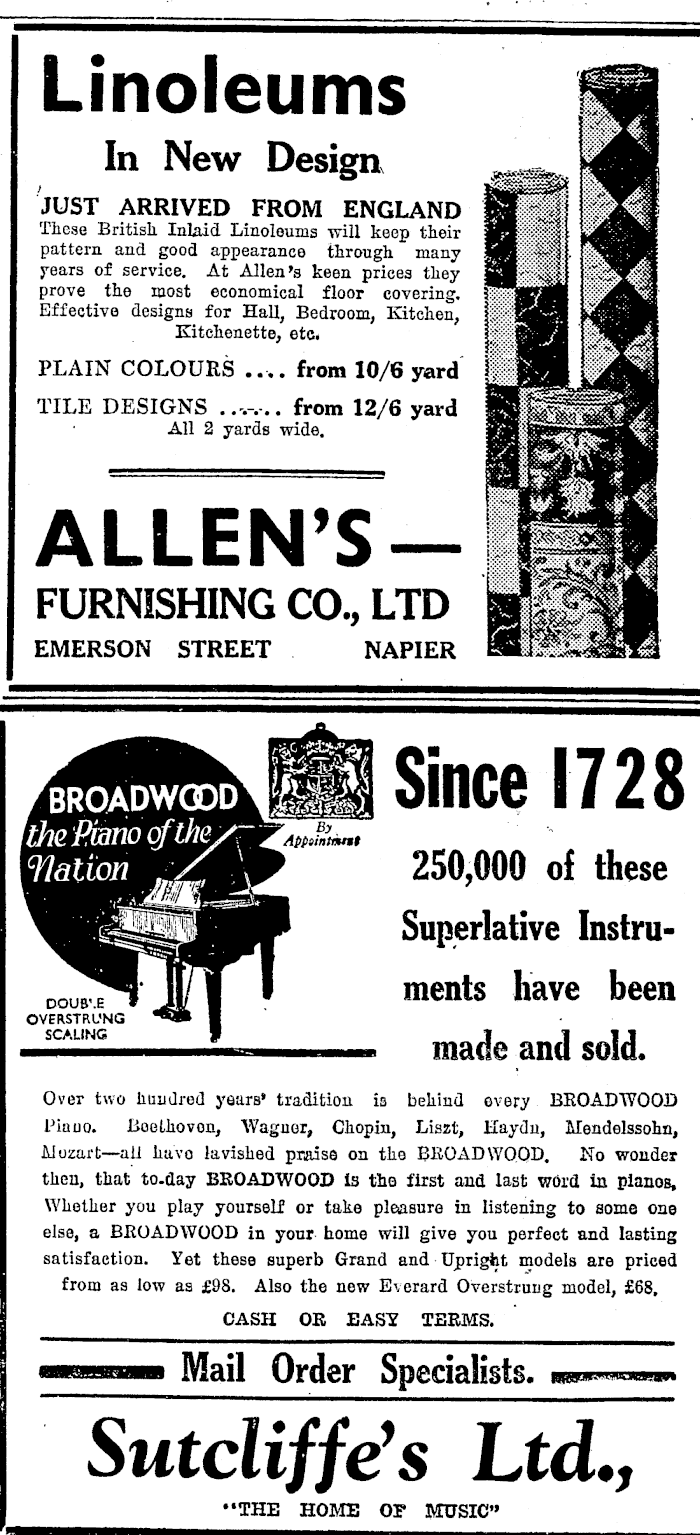 Linoleums
In New Design
JUST ARRIVED FROM ENGLAND
These British Inlaid Linoleums will keep their
pattern and good appearance through many
years of service. At Allen's keen prices they
prove the most economical floor covering.
Effective designs for Hall, Bedroom, Kitchen,
Kitchenette, etc.
PLAIN COLOURS .... from 10/6 yard
TILE DESIGNS ....... from 12/6 yard
All 2 yards wide.
ALLEN'S —
FURNISHING CO., LTD
EMERSON STREET NAPIER
BROADWOOD
the Piano of the
Nation
By
Appointment
DOUBLE
OVERSTRUNG
SCALING
Since 1728
250,000 of these
Superlative Instru-
ments have been
made and sold.
Over two hundred years' tradition is behind every BROADWOOD
Piano. Beethoven, Wagner, Chopin, Liszt, Haydn, Mendelssohn,
Mozart—all have lavished praise on the BROADWOOD. No wonder
then, that to-day BROADWOOD is the first and last word in pianos.
Whether you play yourself or take pleasure in listening to some one
else, a BROADWOOD in your home will give you perfect and lasting
satisfaction. Yet these superb Grand and Upright models are priced
from as low as £98. Also the new Everard Overstrung model, £68.
CASH OR EASY TERMS.
Mail Order Specialists.
Sutcliffe's Ltd.,
"THE HOME OF MUSIC"